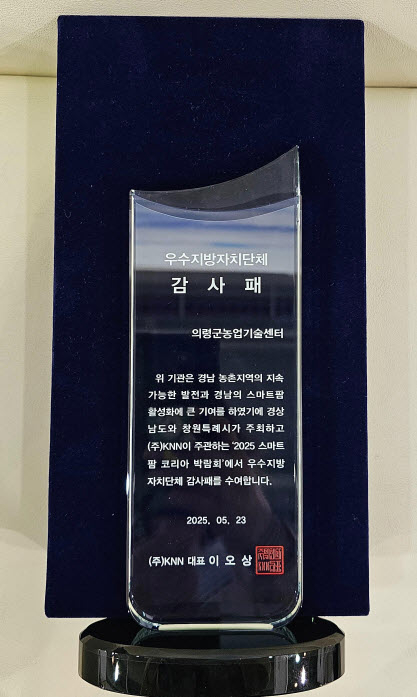 우수지방자치단체
감 사 패
의령군농업기술센터
위 기관은 경남 농촌지역의 지속
가능한 발전과 경남의 스마트팜
활성화에 큰 기여를 하였기에 경상
남도와 창원특례시가 주최하고
(주)KNN이 주관하는 '2025 스마트
팜 코리아 박람회'에서 우수지방
자치단체 감사패를 수여합니다.
2025. 05. 23
(주)KNN 대표 이 오 상